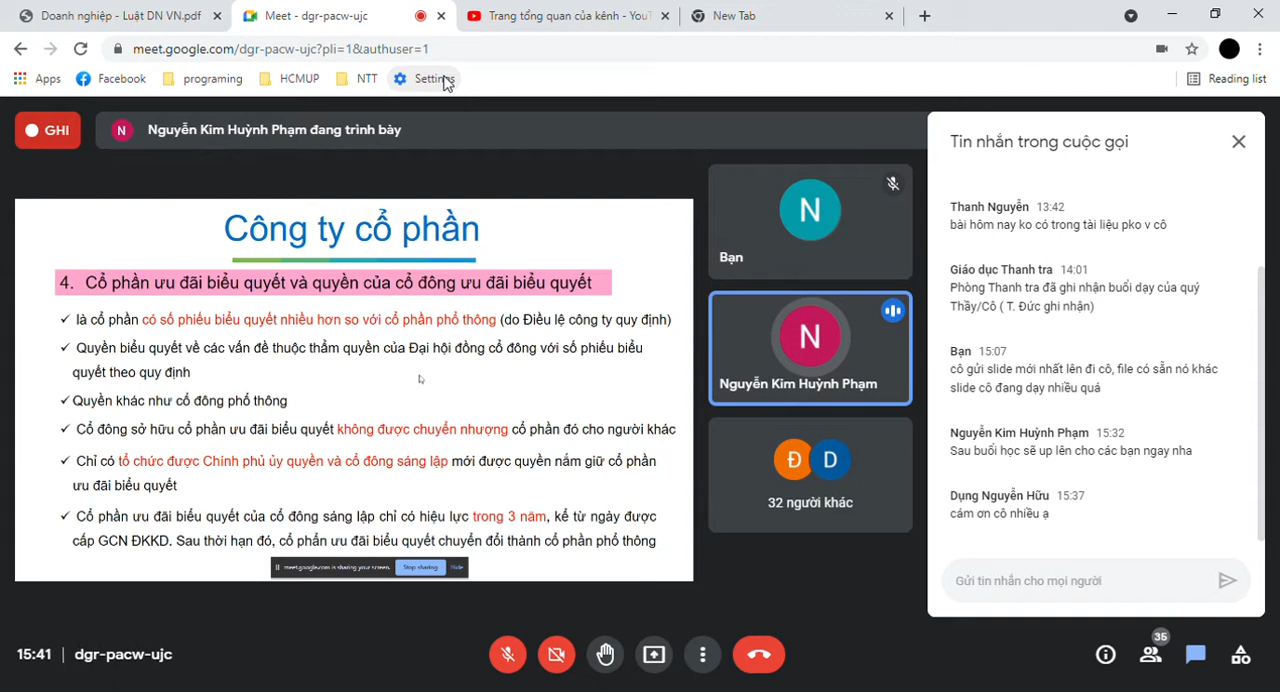 Doanh nghiệp - Luật DN VN.pdf
Meet - dgr-pacw-ujc
Trang tổng quan của kênh - YouT
New Tab
meet.google.com/dgr-pacw-ujc?pli=1&authuser=1
Apps
Facebook
programing
HCMUP
NTT
Settings
Reading list
GHI
N
Nguyễn Kim Huỳnh Phạm đang trình bày
Công ty cổ phần
4. Cổ phần ưu đãi biểu quyết và quyền của cổ đông ưu đãi biểu quyết
✓ là cổ phần có số phiếu biểu quyết nhiều hơn so với cổ phần phổ thông (do Điều lệ công ty quy định)
✓ Quyền biểu quyết về các vấn đề thuộc thẩm quyền của Đại hội đồng cổ đông với số phiếu biểu
quyết theo quy định
✓ Quyền khác như cổ đông phổ thông
✓ Cổ đông sở hữu cổ phần ưu đãi biểu quyết không được chuyển nhượng cổ phần đó cho người khác
✓ Chỉ có tổ chức được Chính phủ ủy quyền và cổ đông sáng lập mới được quyền nắm giữ cổ phần
ưu đãi biểu quyết
✓ Cổ phần ưu đãi biểu quyết của cổ đông sáng lập chỉ có hiệu lực trong 3 năm, kể từ ngày được
cấp GCN ĐKKD. Sau thời hạn đó, cổ phần ưu đãi biểu quyết chuyển đổi thành cổ phần phổ thông
meet.google.com is sharing your screen.
Stop sharing
Hide
N
Bạn
N
Nguyễn Kim Huỳnh Phạm
Đ
D
32 người khác
Tin nhắn trong cuộc gọi
Thanh Nguyễn 13:42
bài hôm nay ko có trong tài liệu pko v cô
Giáo dục Thanh tra 14:01
Phòng Thanh tra đã ghi nhận buổi dạy của quý
Thầy/Cô ( T. Đức ghi nhận)
Bạn 15:07
cô gửi slide mới nhất lên đi cô, file có sẵn nó khác
slide cô đang dạy nhiều quá
Nguyễn Kim Huỳnh Phạm 15:32
Sau buổi học sẽ up lên cho các bạn ngay nha
Dụng Nguyễn Hữu 15:37
cám ơn cô nhiều ạ
Gửi tin nhắn cho mọi người
15:41 | dgr-pacw-ujc
35